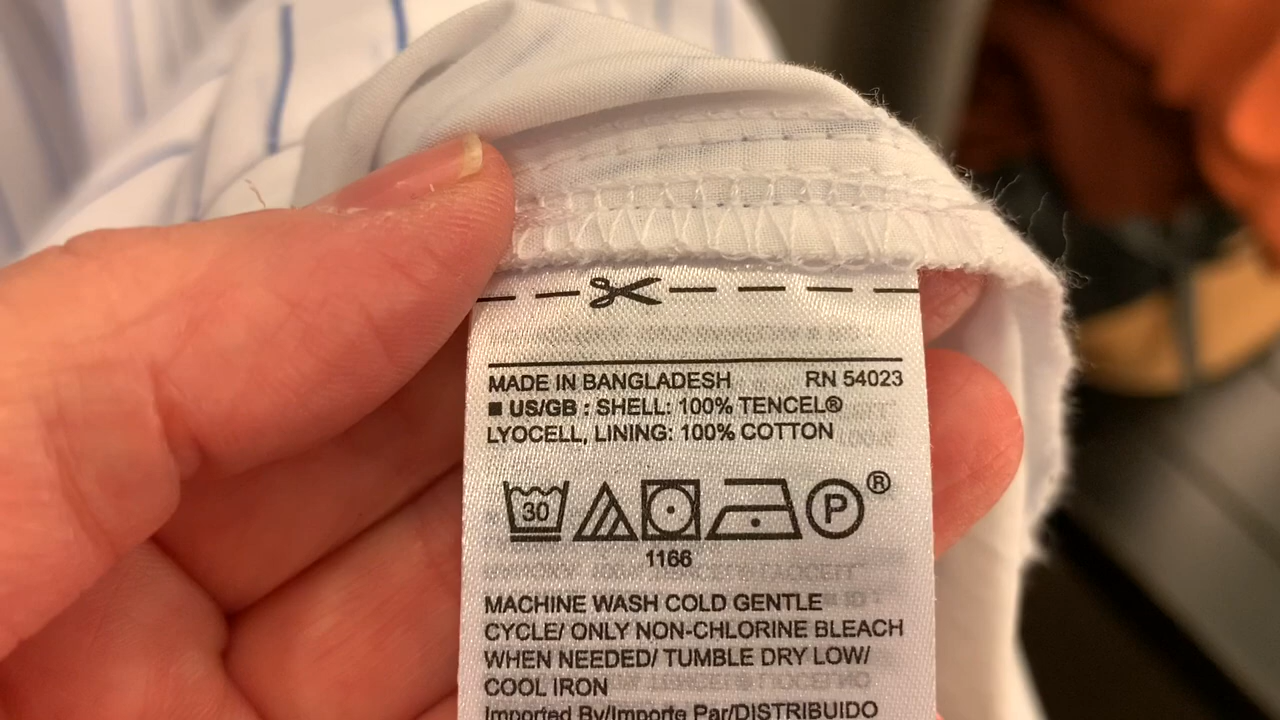 MADE IN BANGLADESH RN 54023
■ US/GB : SHELL: 100% TENCEL®
LYOCELL, LINING: 100% COTTON
30 P ®
1166
MACHINE WASH COLD GENTLE
CYCLE/ ONLY NON-CHLORINE BLEACH
WHEN NEEDED/ TUMBLE DRY LOW/
COOL IRON
Imported By/Importe Par/DISTRIBUIDO